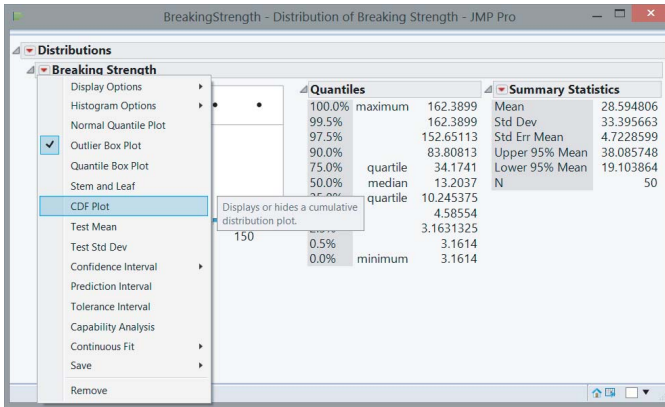 BreakingStrength - Distribution of Breaking Strength - JMP Pro
Distributions
Breaking Strength
Display Options
Histogram Options
Normal Quantile Plot
Outlier Box Plot
Quantile Box Plot
Stem and Leaf
CDF Plot
Test Mean
Test Std Dev
Confidence Interval
Prediction Interval
Tolerance Interval
Capability Analysis
Continuous Fit
Save
Remove
Displays or hides a cumulative
distribution plot.
150
Quantiles
100.0% maximum 162.3899
99.5% 162.3899
97.5% 152.65113
90.0% 83.80813
75.0% quartile 34.1741
50.0% median 13.2037
quartile 10.245375
4.58554
3.1631325
0.5% 3.1614
0.0% minimum 3.1614
Summary Statistics
Mean 28.594806
Std Dev 33.395663
Std Err Mean 4.7228599
Upper 95% Mean 38.085748
Lower 95% Mean 19.103864
N 50